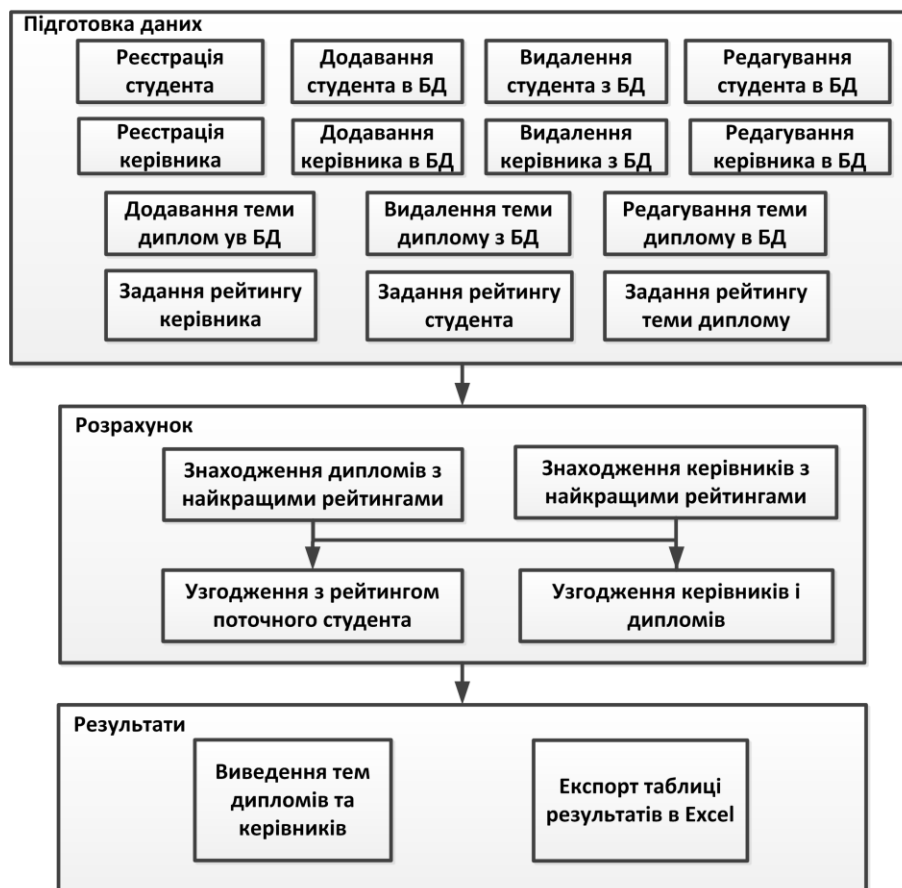 Підготовка даних
Реєстрація
студента
Додавання
студента в БД
Видалення
студента з БД
Редагування
студента в БД
Реєстрація
керівника
Додавання
керівника в БД
Видалення
керівника з БД
Редагування
керівника в БД
Додавання теми
диплом ув БД
Видалення теми
диплому з БД
Редагування теми
диплому в БД
Задання рейтингу
керівника
Задання рейтингу
студента
Задання рейтингу
теми диплому
Розрахунок
Знаходження дипломів з
найкращими рейтингами
Знаходження керівників з
найкращими рейтингами
Узгодження з рейтингом
поточного студента
Узгодження керівників і
дипломів
Результати
Виведення тем
дипломів та
керівників
Експорт таблиці
результатів в Excel